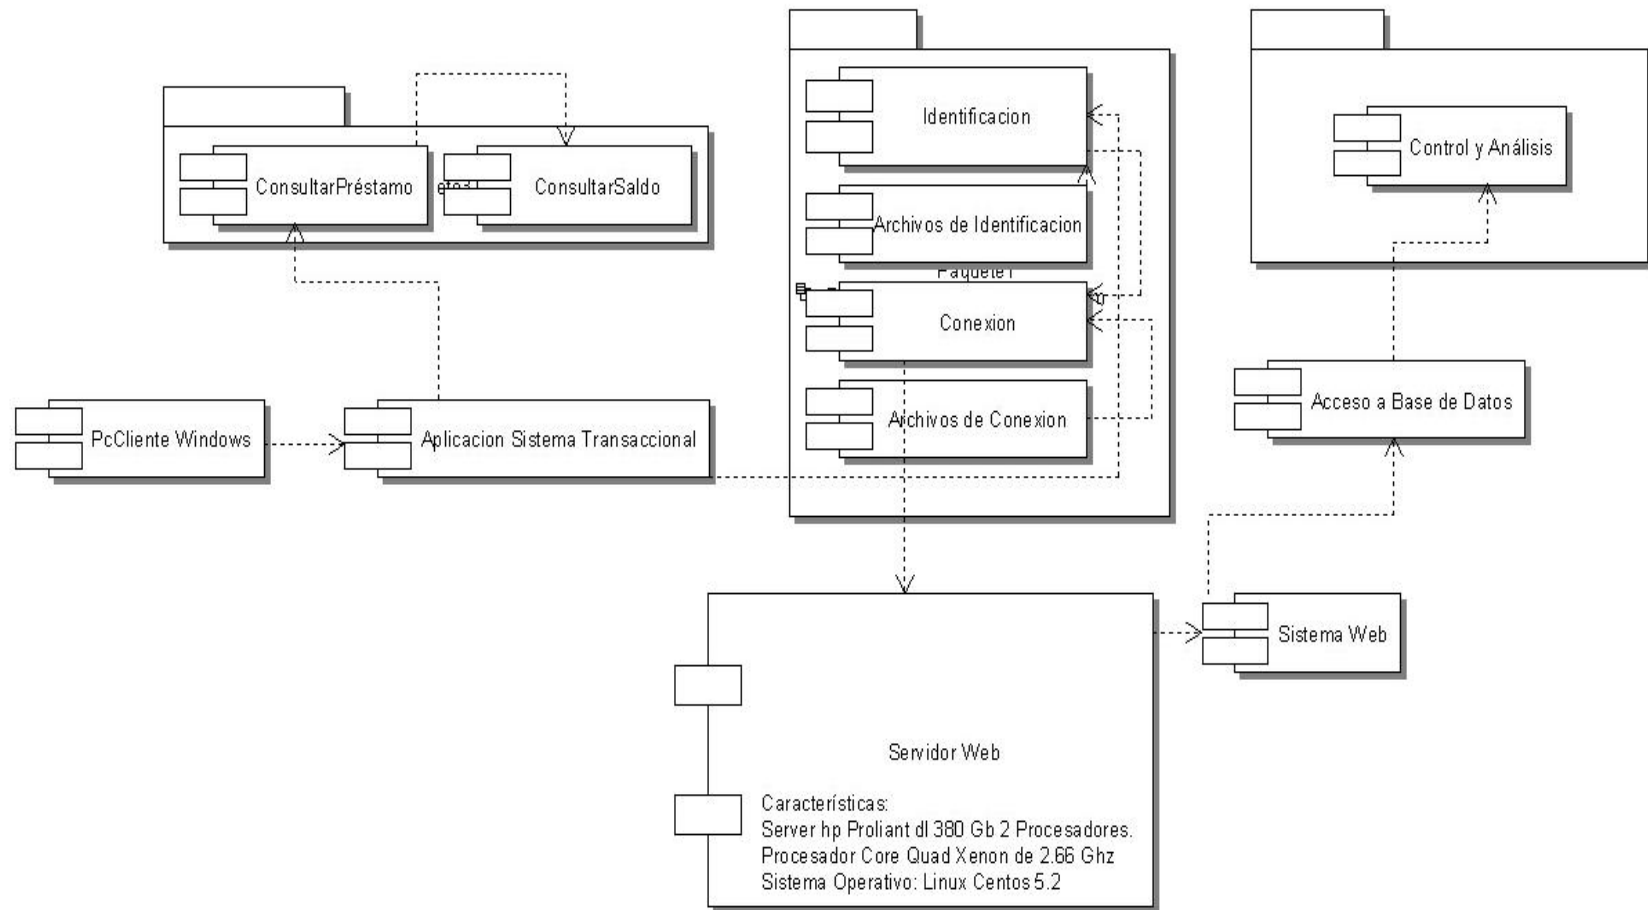 Identificacion
Control y Análisis
ConsultarPréstamo
ConsultarSaldo
Archivos de Identificacion
Conexion
Acceso a Base de Datos
Archivos de Conexion
PcCliente Windows
Aplicacion Sistema Transaccional
Sistema Web
Servidor Web
Características:
Server hp Proliant dl 380 Gb 2 Procesadores.
Procesador Core Quad Xenon de 2.66 Ghz
Sistema Operativo: Linux Centos 5.2